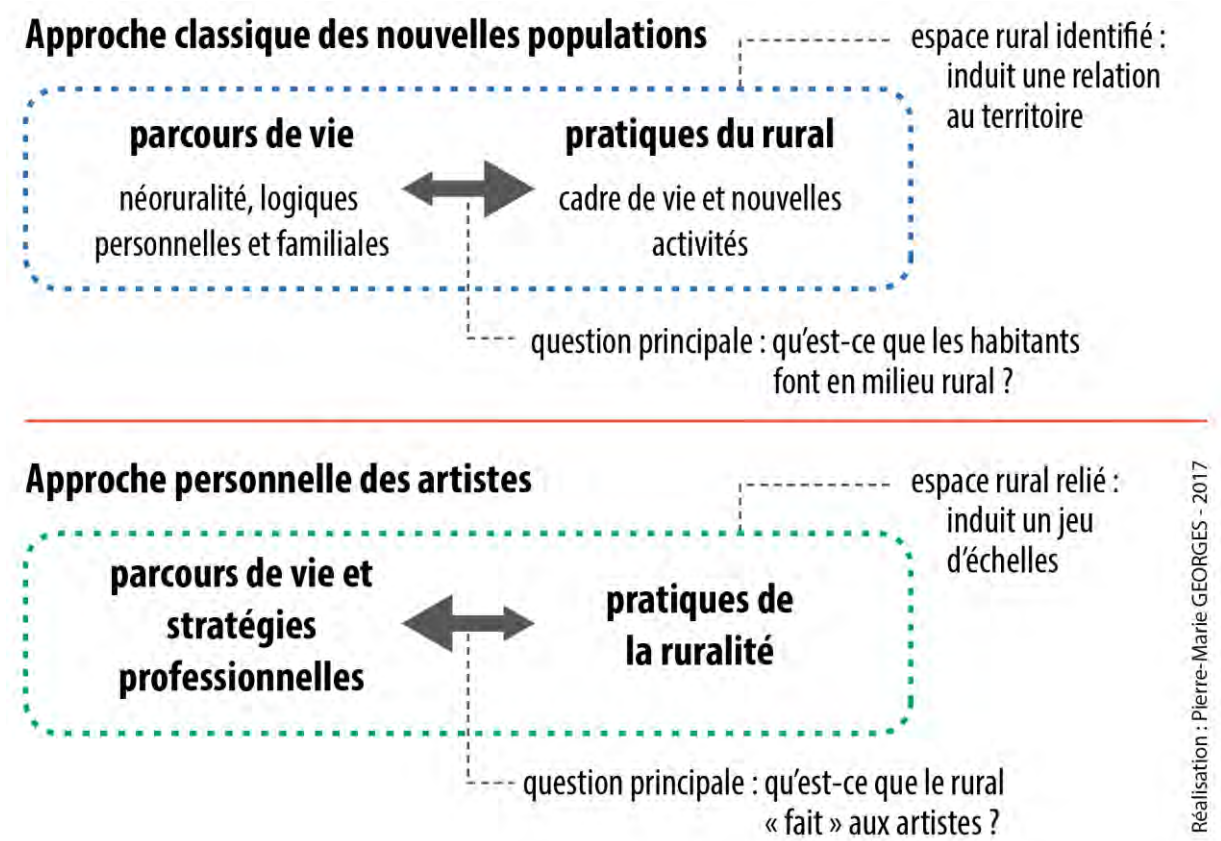 Approche classique des nouvelles populations
espace rural identifié :
induit une relation
au territoire
parcours de vie
néoruralité, logiques
personnelles et familiales
pratiques du rural
cadre de vie et nouvelles
activités
question principale : qu'est-ce que les habitants
font en milieu rural ?
Approche personnelle des artistes
espace rural relié :
induit un jeu
d'échelles
parcours de vie et
stratégies
professionnelles
pratiques de
la ruralité
question principale : qu'est-ce que le rural
« fait » aux artistes ?
Réalisation : Pierre-Marie GEORGES - 2017